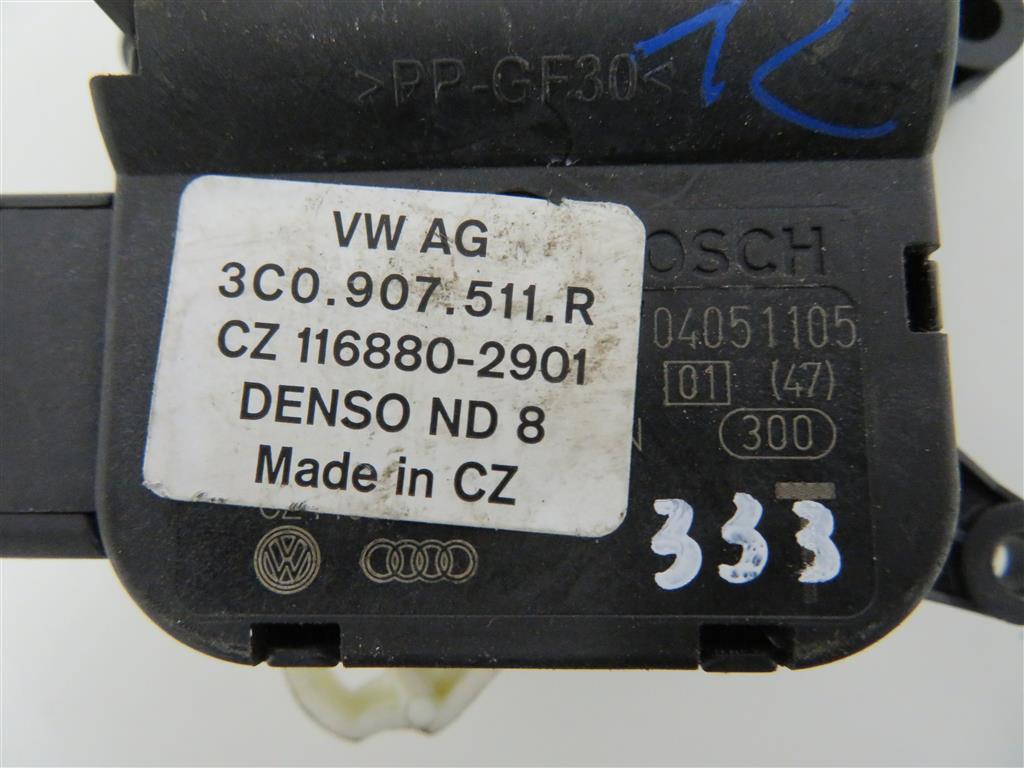 >PP-GF30<
12
VW AG
3C0.907.511.R
CZ 116880-2901
DENSO ND 8
Made in CZ
OSCH
04051105
01 (47)
N 300
333